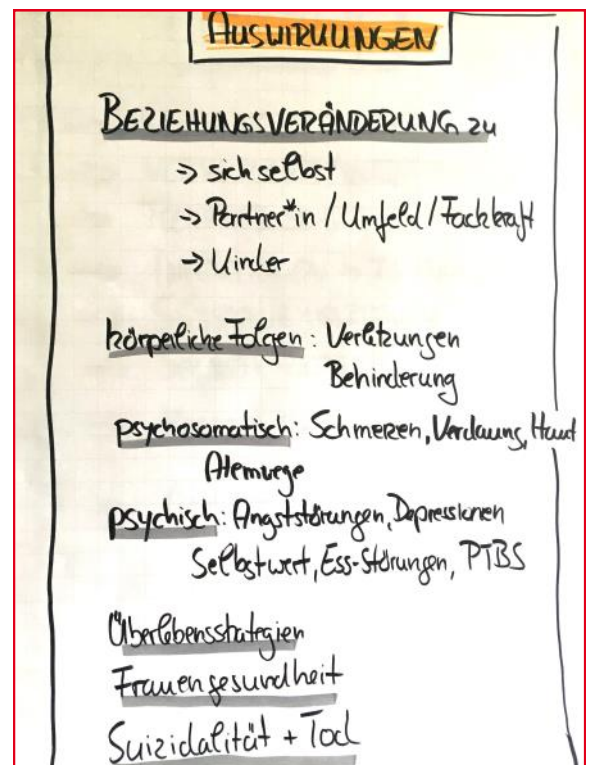 AUSWIRKUNGEN
BEZIEHUNGSVERÄNDERUNG zu
→ sich selbst
→ Partner*in / Umfeld / Fachkraft
→ Kinder
körperliche Folgen: Verletzungen
Behinderung
psychosomatisch: Schmerzen, Verdauung, Haut
Atemwege
psychisch: Angststörungen, Depressionen
Selbstwert, Ess-Störungen, PTBS
Überlebensstrategien
Frauengesundheit
Suizidalität + Tod